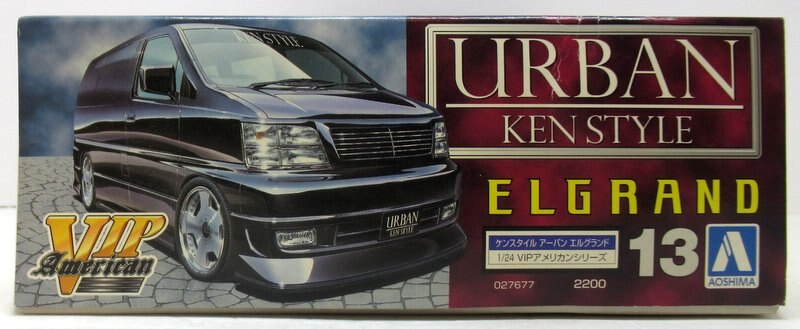 KEN STYLE
URBAN
KEN STYLE
VIP
American
URBAN
KEN STYLE
ELGRAND
ケンスタイル アーバン エルグランド
1/24 VIPアメリカンシリーズ
13
AOSHIMA
027677 2200